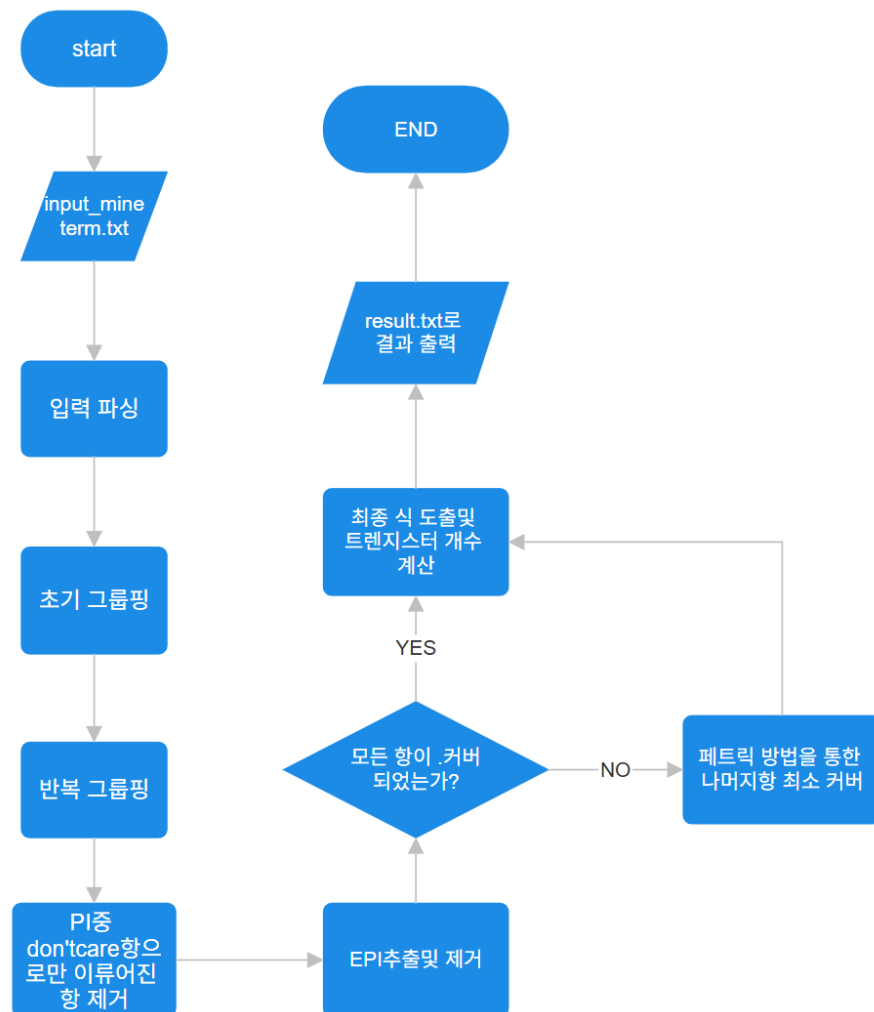 start
input_mine
term.txt
입력 파싱
초기 그룹핑
반복 그룹핑
PI중
don'tcare항으
로만 이류어진
항 제거
EPI추출및 제거
모든 항이 .커버
되었는가?
NO
페트릭 방법을 통한
나머지항 최소 커버
YES
최종 식 도출및
트렌지스터 개수
계산
result.txt로
결과 출력
END